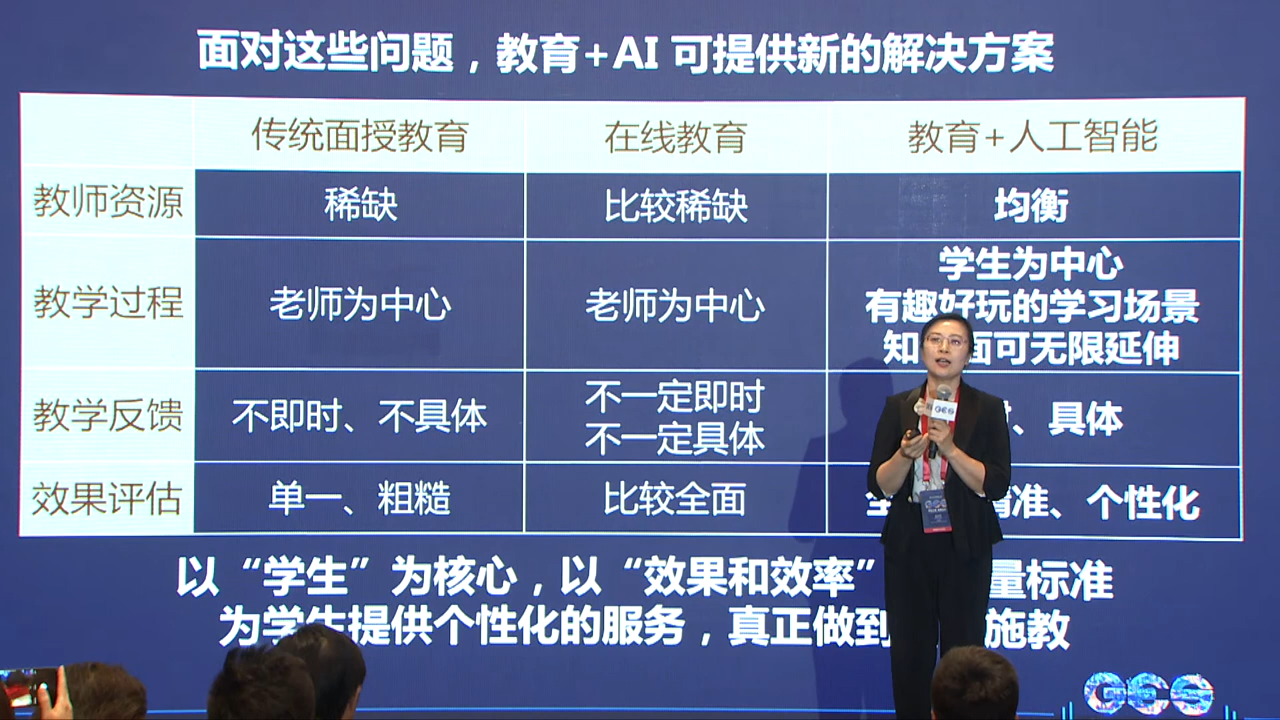 面对这些问题，教育+AI 可提供新的解决方案
传统面授教育 在线教育 教育+人工智能
教师资源 稀缺 比较稀缺 均衡
教学过程 老师为中心 老师为中心 学生为中心
有趣好玩的学习场景
知 面可无限延伸
教学反馈 不即时、不具体 不一定即时
不一定具体
、具体
效果评估 单一、粗糙 比较全面 精准、个性化
以“学生”为核心，以“效果和效率” 量标准
为学生提供个性化的服务，真正做到 施教
GES
GES